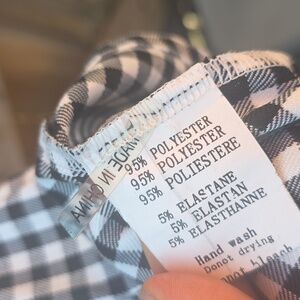 MADE
IN CHINA
95% POLYESTER
95% POLYESTER
95% POLIESTERE
5% ELASTANE
5% ELASTAN
5% ELASTHANNE
Hand wash
Donot drying
not bleach